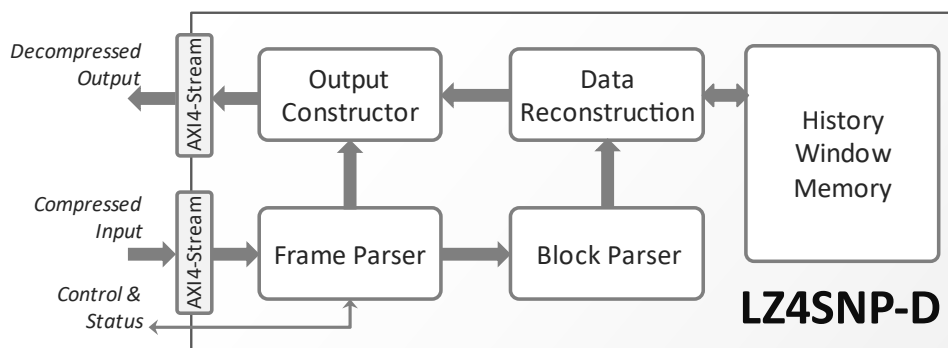 Decompressed
Output
AXI4-Stream
Output
Constructor
Data
Reconstruction
History
Window
Memory
Compressed
Input
AXI4-Stream
Frame Parser
Block Parser
Control &
Status
LZ4SNP-D